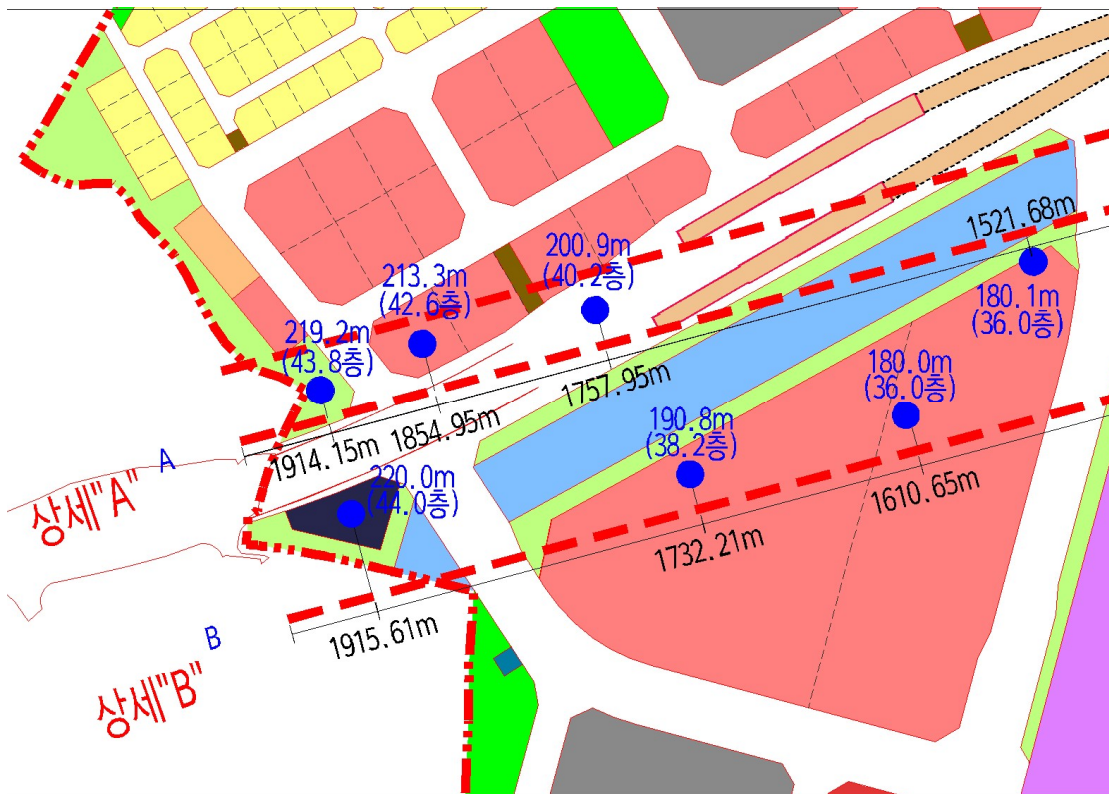 1521.68m
200.9m
(40.2층)
213.3m
(42.6층)
180.1m
(36.0층)
219.2m
(43.8층)
180.0m
(36.0층)
1757.95m
190.8m
(38.2층)
1914.15m
1854.95m
220.0m
(44.0층)
A
상세"A"
1610.65m
1732.21m
1915.61m
B
상세"B"